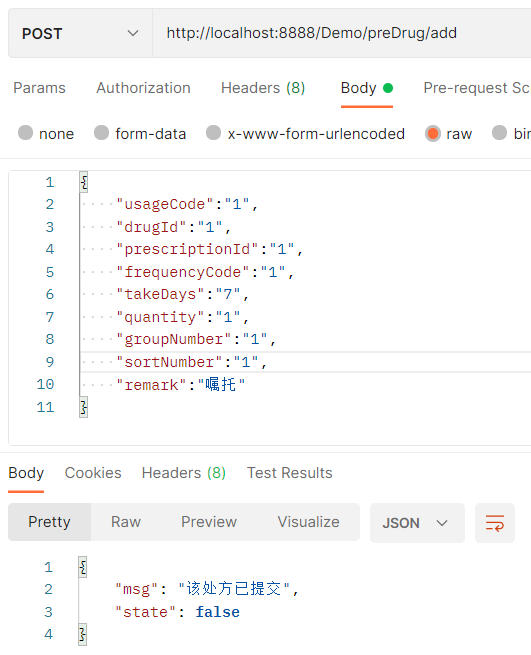 POST http://localhost:8888/Demo/preDrug/add
Params Authorization Headers (8) Body Pre-request Sc
none form-data x-www-form-urlencoded raw bin
1 {
2 "usageCode":"1",
3 "drugId":"1",
4 "prescriptionId":"1",
5 "frequencyCode":"1",
6 "takeDays":"7",
7 "quantity":"1",
8 "groupNumber":"1",
9 "sortNumber":"1",
10 "remark":"嘱托"
11 }
Body Cookies Headers (8) Test Results
Pretty Raw Preview Visualize JSON
1 {
2 "msg": "该处方已提交",
3 "state": false
4 }